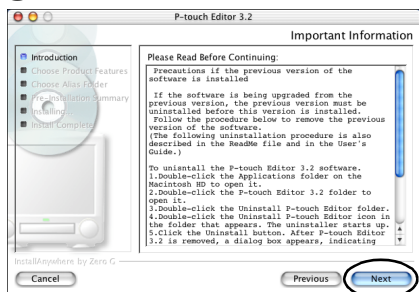 P-touch Editor 3.2
Important Information
Introduction
Choose Product Features
Choose Alias Folder
Pre-Installation Summary
Installing...
Install Complete
Please Read Before Continuing:
Precautions if the previous version of the
software is installed
If the software is being upgraded from the
previous version, the previous version must be
uninstalled before this version is installed.
Follow the procedure below to remove the previous
version of the software.
(The following uninstallation procedure is also
described in the ReadMe file and in the User's
Guide.)
To uninstall the P-touch Editor 3.2 software.
1.Double-click the Applications folder on the
Macintosh HD to open it.
2.Double-click the P-touch Editor 3.2 folder to
open it.
3.Double-click the Uninstall P-touch Editor folder.
4.Double-click the Uninstall P-touch Editor icon in
the folder that appears. The uninstaller starts up.
5.Click the Uninstall button. After P-touch Editor
3.2 is removed, a dialog box appears, indicating
InstallAnywhere by Zero G
Cancel
Previous
Next